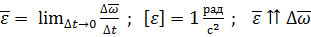 ε̅ = lim_{Δt→0} Δω̅/Δt ; [ε] = 1 рад/с² ; ε̅ ⇈ Δω̅